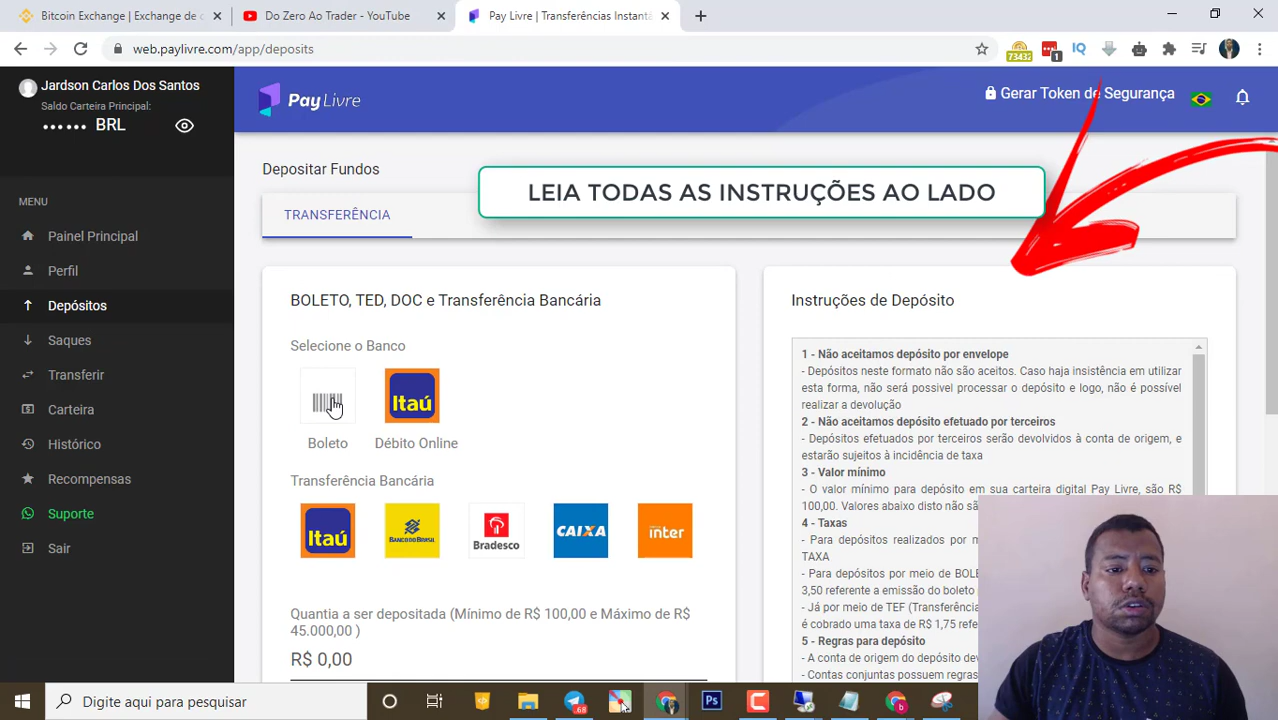 Bitcoin Exchange | Exchange de c
Do Zero Ao Trader - YouTube
Pay Livre | Transferências Instantâ
web.paylivre.com/app/deposits
73432
1
IQ
Jardson Carlos Dos Santos
Saldo Carteira Principal:
•••••• BRL
PayLivre
Gerar Token de Segurança
MENU
Painel Principal
Perfil
Depósitos
Saques
Transferir
Carteira
Histórico
Recompensas
Suporte
Sair
Depositar Fundos
LEIA TODAS AS INSTRUÇÕES AO LADO
TRANSFERÊNCIA
BOLETO, TED, DOC e Transferência Bancária
Selecione o Banco
Itaú
Boleto
Débito Online
Transferência Bancária
Itaú
BANCO DO BRASIL
Bradesco
CAIXA
inter
Quantia a ser depositada (Mínimo de R$ 100,00 e Máximo de R$
45.000,00 )
R$ 0,00
Instruções de Depósito
1 - Não aceitamos depósito por envelope
- Depósitos neste formato não são aceitos. Caso haja insistência em utilizar
esta forma, não será possivel processar o depósito e logo, não é possível
realizar a devolução
2 - Não aceitamos depósito efetuado por terceiros
- Depósitos efetuados por terceiros serão devolvidos à conta de origem, e
estarão sujeitos à incidência de taxa
3 - Valor mínimo
- O valor mínimo para depósito em sua carteira digital Pay Livre, são R$
100,00. Valores abaixo disto não sã
4 - Taxas
- Para depósitos realizados por m
TAXA
- Para depósitos por meio de BOLE
3,50 referente a emissão do boleto
- Já por meio de TEF (Transferência
é cobrado uma taxa de R$ 1,75 refe
5 - Regras para depósito
- A conta de origem do depósito dev
- Contas conjuntas possuem regras
Digite aqui para pesquisar
.68
Ps
b